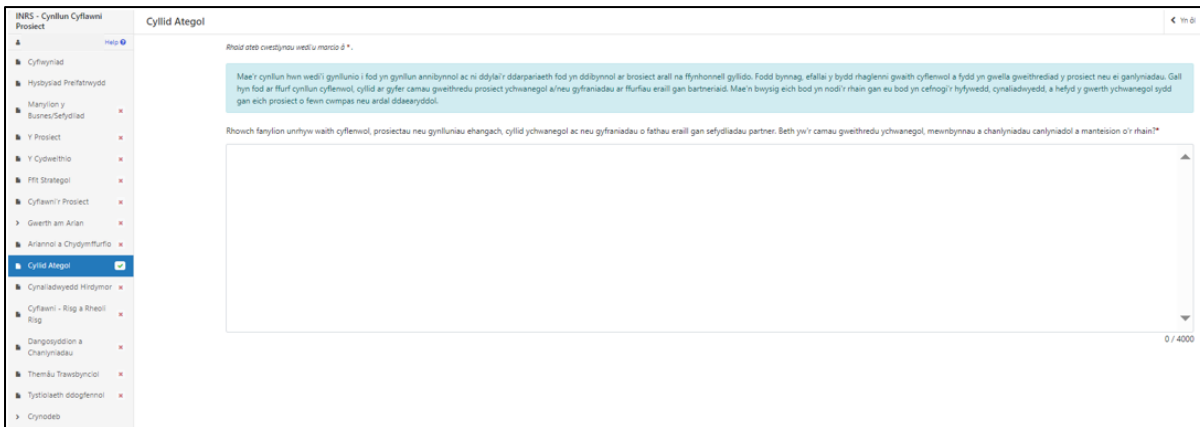 INRS - Cynllun Cyflawni
Prosiect
Cyllid Ategol
Yn ôl
Help
Rhaid ateb cwestiynau wedi'u marcio â * .
Cyflwyniad
Hysbysiad Preifatrwydd
Manylion y
Busnes/Sefydliad
Y Prosiect
Y Cydweithio
Ffit Strategol
Cyflawni'r Prosiect
Gwerth am Arian
Ariannol a Chydymffurfio
Cyllid Ategol
Cynaliadwyedd Hirdymor
Cyflawni - Risg a Rheoli
Risg
Dangosyddion a
Chanlyniadau
Themâu Trawsbynciol
Tystiolaeth ddogfennol
Crynodeb
Mae'r cynllun hwn wedi'i gynllunio i fod yn gynllun annibynnol ac ni ddylai'r ddarpariaeth fod yn ddibynnol ar brosiect arall na ffynhonnell gyllido. Fodd bynnag, efallai y bydd rhaglenni gwaith cyflenwol a fydd yn gwella gweithrediad y prosiect neu ei ganlyniadau. Gall
hyn fod ar ffurf cynllun cyflenwol, cyllid ar gyfer camau gweithredu prosiect ychwanegol a/neu gyfraniadau ar ffurfiau eraill gan bartneriaid. Mae'n bwysig eich bod yn nodi'r rhain gan eu bod yn cefnogi'r hyfywedd, cynaliadwyedd, a hefyd y gwerth ychwanegol sydd
gan eich prosiect o fewn cwmpas neu ardal ddaearyddol.
Rhowch fanylion unrhyw waith cyflenwol, prosiectau neu gynlluniau ehangach, cyllid ychwanegol ac neu gyfraniadau o fathau eraill gan sefydliadau partner. Beth yw'r camau gweithredu ychwanegol, mewnbynnau a chanlyniadau canlyniadol a manteision o'r rhain?*
0 / 4000